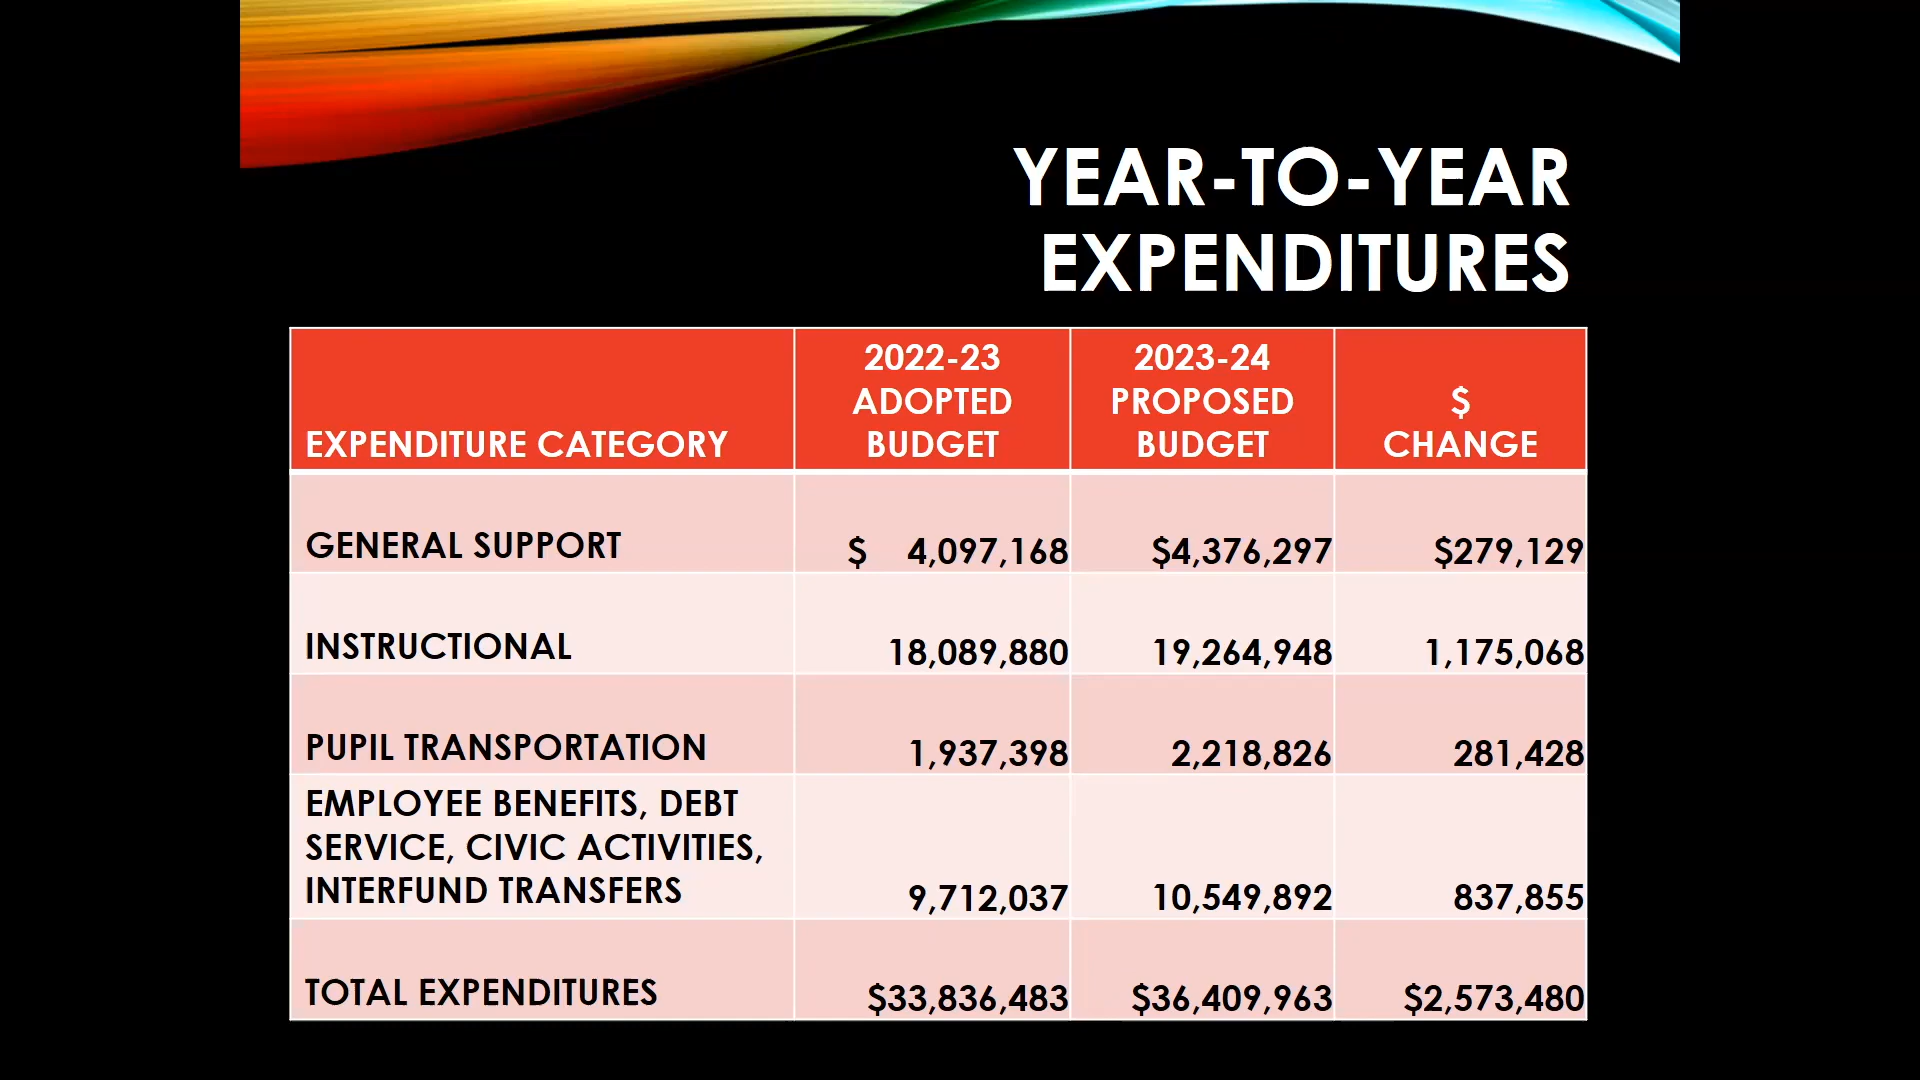 YEAR-TO-YEAR
EXPENDITURES
EXPENDITURE CATEGORY
2022-23
ADOPTED
BUDGET
2023-24
PROPOSED
BUDGET
$
CHANGE
GENERAL SUPPORT $ 4,097,168 $4,376,297 $279,129
INSTRUCTIONAL 18,089,880 19,264,948 1,175,068
PUPIL TRANSPORTATION 1,937,398 2,218,826 281,428
EMPLOYEE BENEFITS, DEBT
SERVICE, CIVIC ACTIVITIES,
INTERFUND TRANSFERS 9,712,037 10,549,892 837,855
TOTAL EXPENDITURES $33,836,483 $36,409,963 $2,573,480